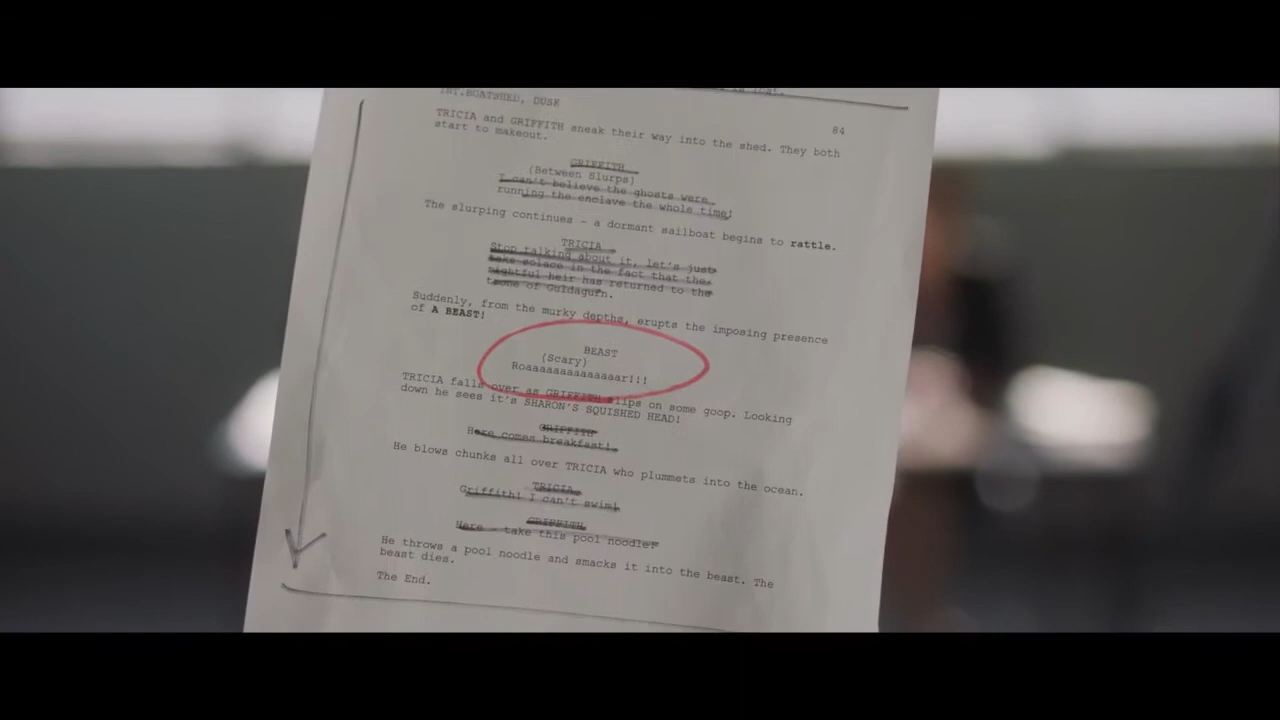 INT.BOATSHED, DUSK
84
TRICIA and GRIFFITH sneak their way into the shed. They both
start to makeout.
GRIFFITH
(Between Slurps)
I can't believe the ghosts were
running the enclave the whole time!
The slurping continues – a dormant sailboat begins to rattle.
TRICIA
Stop talking about it, let's just
take solace in the fact that the
rightful heir has returned to the
of Guldagufn.
Suddenly, from the murky depths, erupts the imposing presence
of A BEAST!
BEAST
(Scary)
Roaaaaaaaaaaaaaar!!!
TRICIA falls over as GRIFFITH slips on some goop. Looking
down he sees it's SHARON'S SQUISHED HEAD!
GRIFFITH
Here comes breakfast!
He blows chunks all over TRICIA who plummets into the ocean.
TRICIA
Griffith! I can't swim!
GRIFFITH
Here – take this pool noodle!
He throws a pool noodle and smacks it into the beast. The
beast dies.
The End.